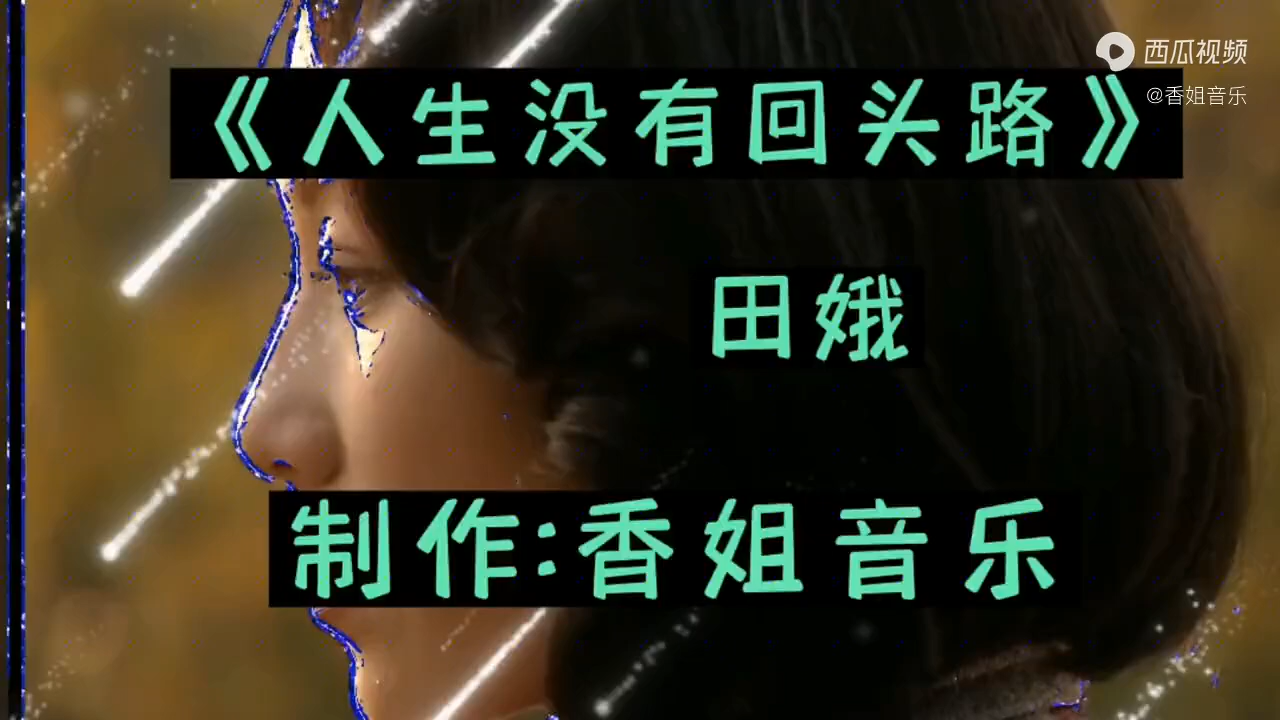 西瓜视频
@香姐音乐
《人生没有回头路》
田娥
制作:香姐音乐